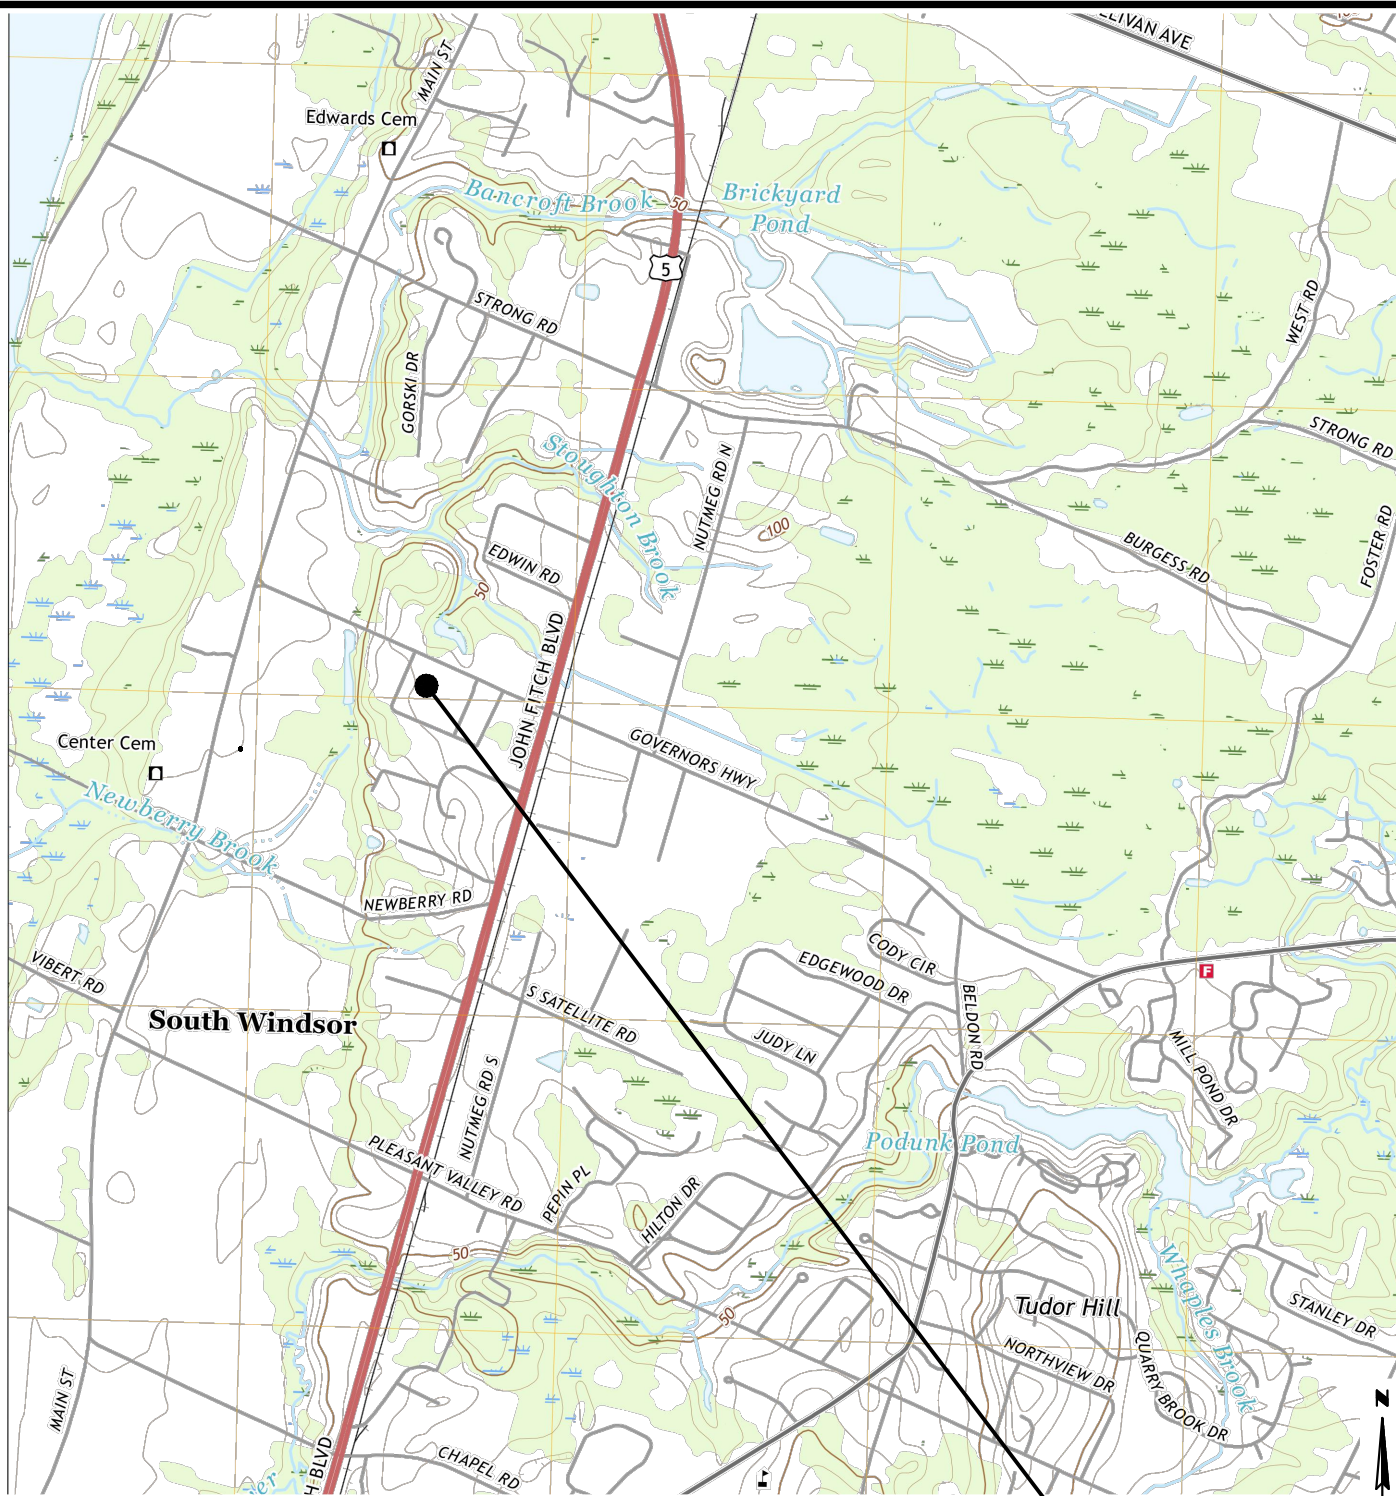 LLIVAN AVE
MAIN ST
Edwards Cem
Bancroft Brook
50
Brickyard
Pond
5
STRONG RD
WEST RD
GORSKI DR
STRONG RD
Stoughton Brook
NUTMEG RD N
100
FOSTER RD
BURGESS RD
EDWIN RD
50
JOHN FITCH BLVD
Center Cem
GOVERNORS HWY
Newberry Brook
NEWBERRY RD
CODY CIR
EDGEWOOD DR
VIBERT RD
F
BELDON RD
S SATELLITE RD
South Windsor
JUDY LN
MILL POND DR
NUTMEG RD S
Podunk Pond
PLEASANT VALLEY RD
PEPIN PL
HILTON DR
50
Whaples Brook
50
Tudor Hill
STANLEY DR
NORTHVIEW DR
QUARRY BROOK DR
MAIN ST
N
CHAPEL RD
H BLVD
er